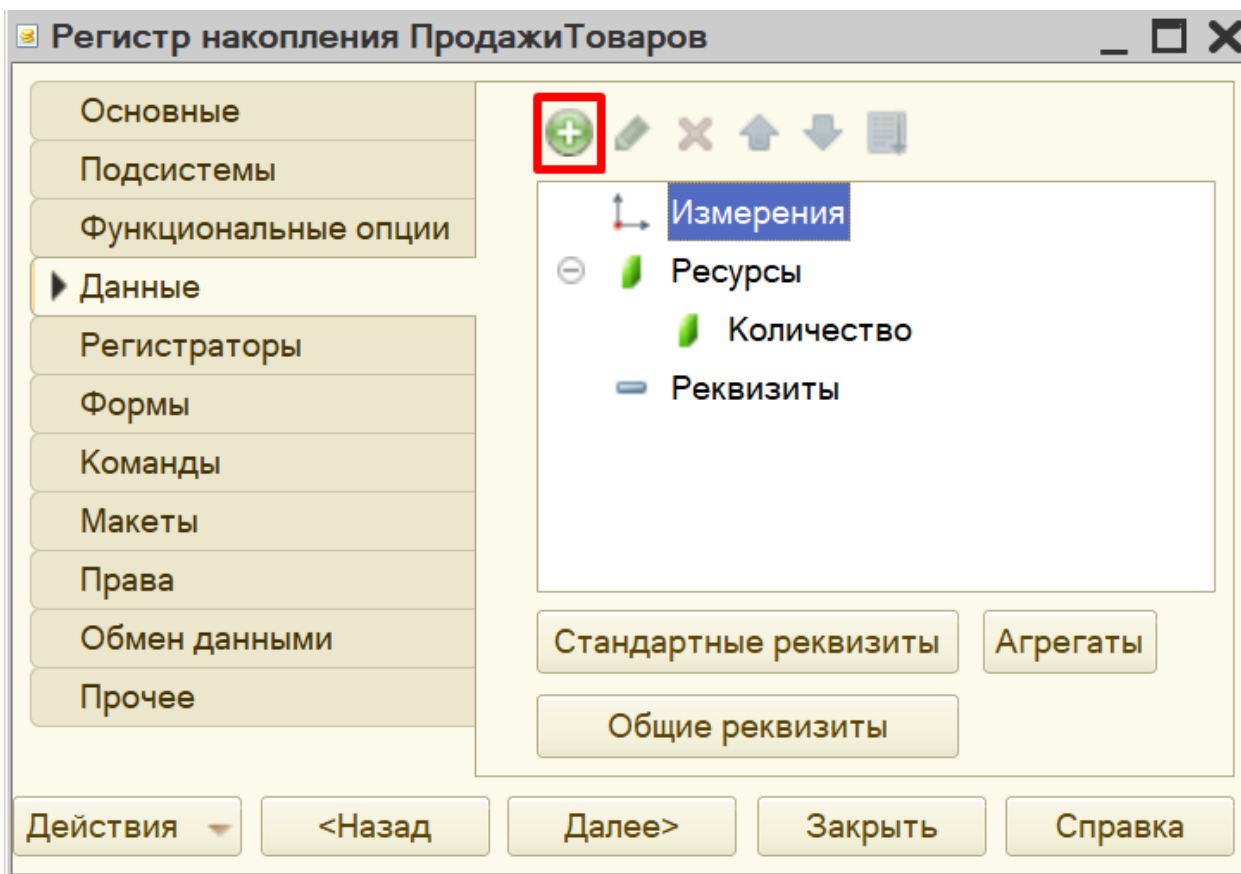 Регистр накопления ПродажиТоваров
Основные
Подсистемы
Функциональные опции
Данные
Регистраторы
Формы
Команды
Макеты
Права
Обмен данными
Прочее
Измерения
Ресурсы
Количество
Реквизиты
Стандартные реквизиты
Агрегаты
Общие реквизиты
Действия
<Назад
Далее>
Закрыть
Справка